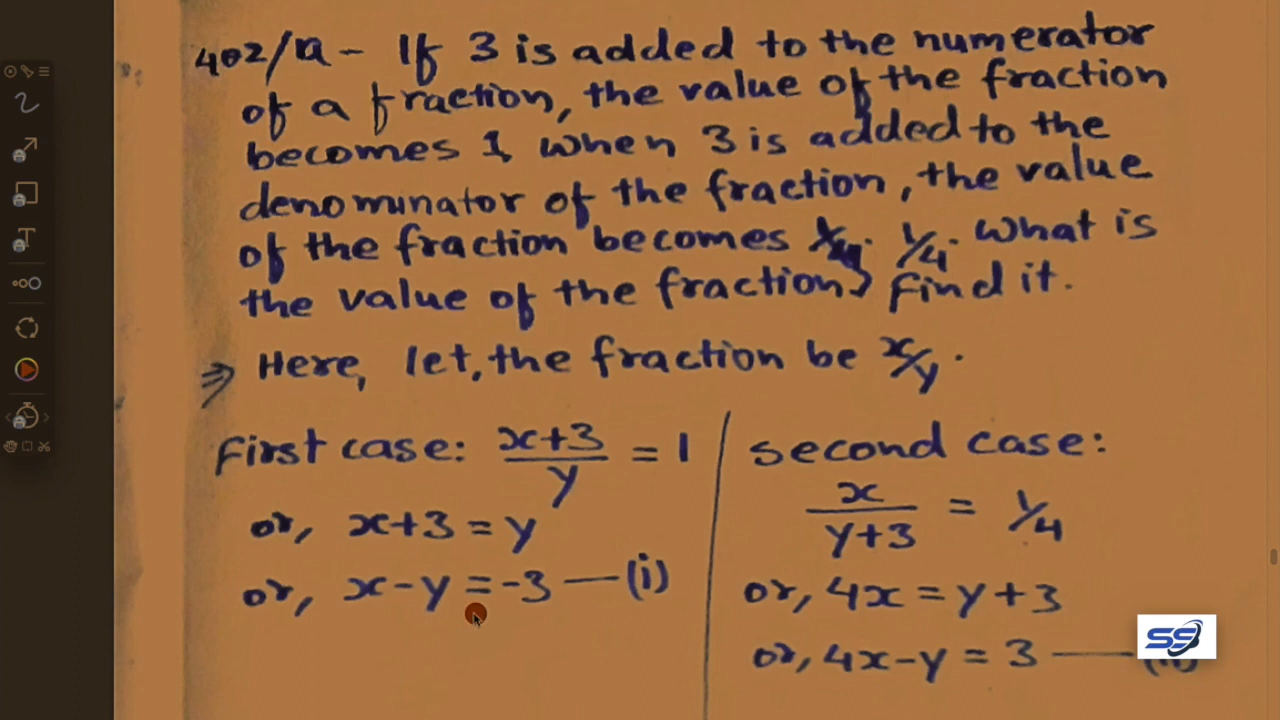 402/a - If 3 is added to the numerator
of a fraction, the value of the fraction
becomes 1, when 3 is added to the
denominator of the fraction, the value
of the fraction becomes 1/4. 1/4. What is
the value of the fraction? Find it.
⇒ Here, let, the fraction be x/y.
First case: x+3/y = 1
or, x+3 = y
or, x-y = -3 — (i)
second case:
x/y+3 = 1/4
or, 4x = y+3
or, 4x-y = 3 — (ii)
SS